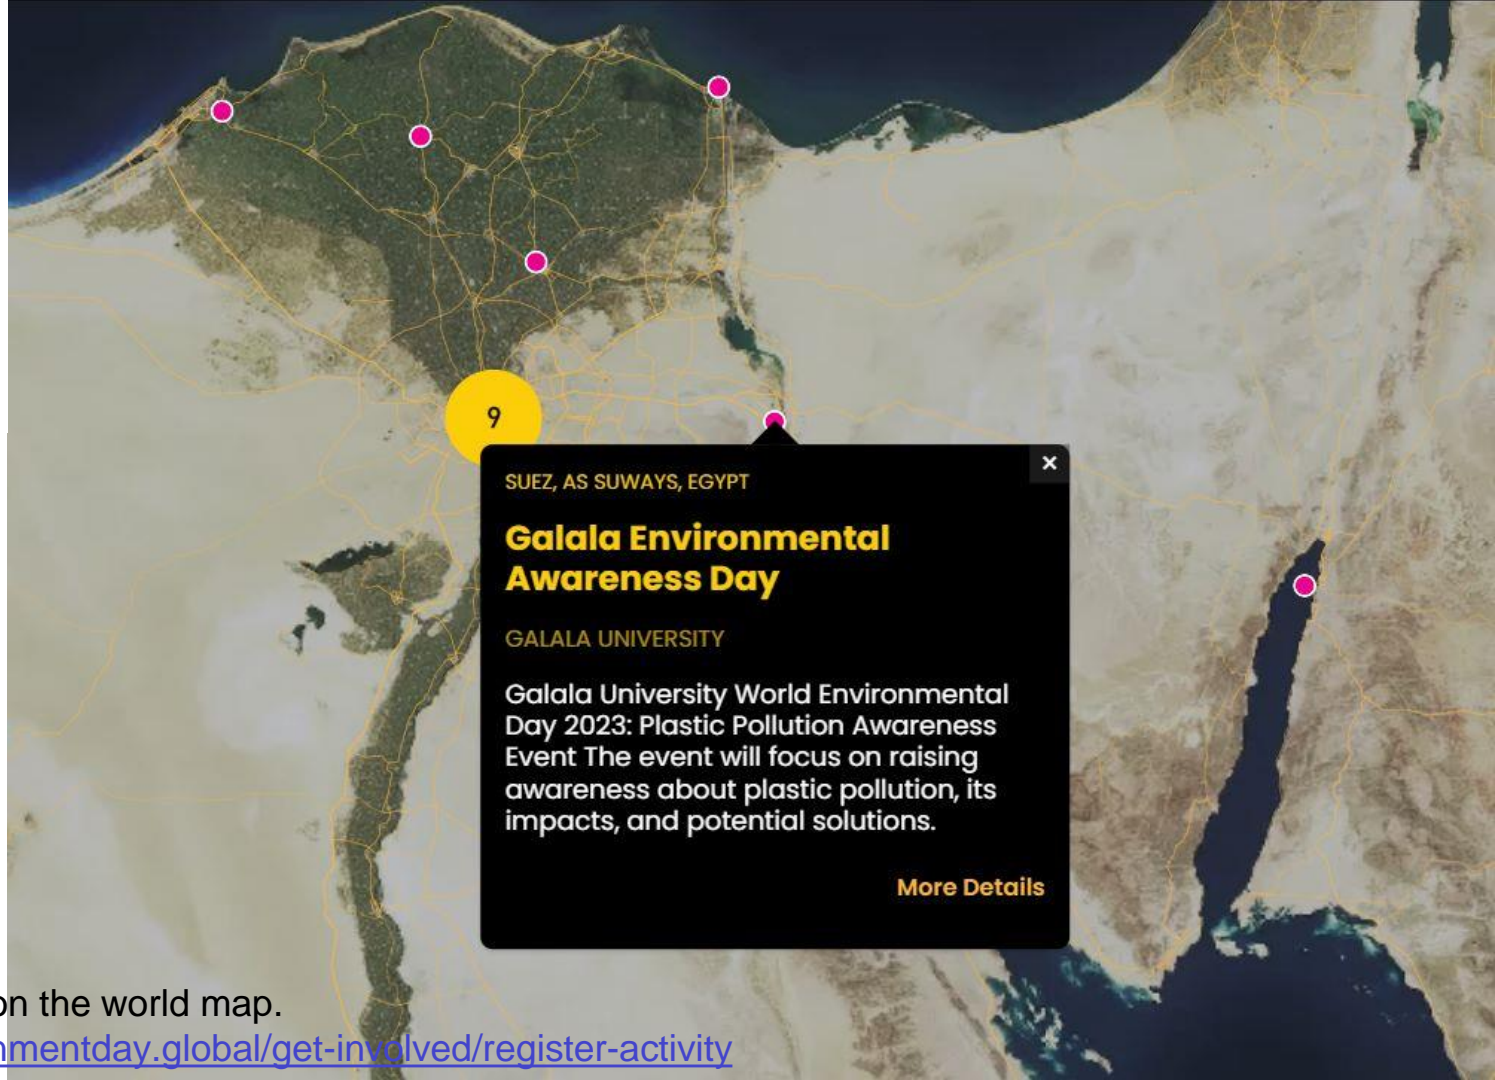 9
SUEZ, AS SUWAYS, EGYPT
Galala Environmental
Awareness Day
GALALA UNIVERSITY
Galala University World Environmental
Day 2023: Plastic Pollution Awareness
Event The event will focus on raising
awareness about plastic pollution, its
impacts, and potential solutions.
More Details
on the world map.
nmentday.global/get-involved/register-activity